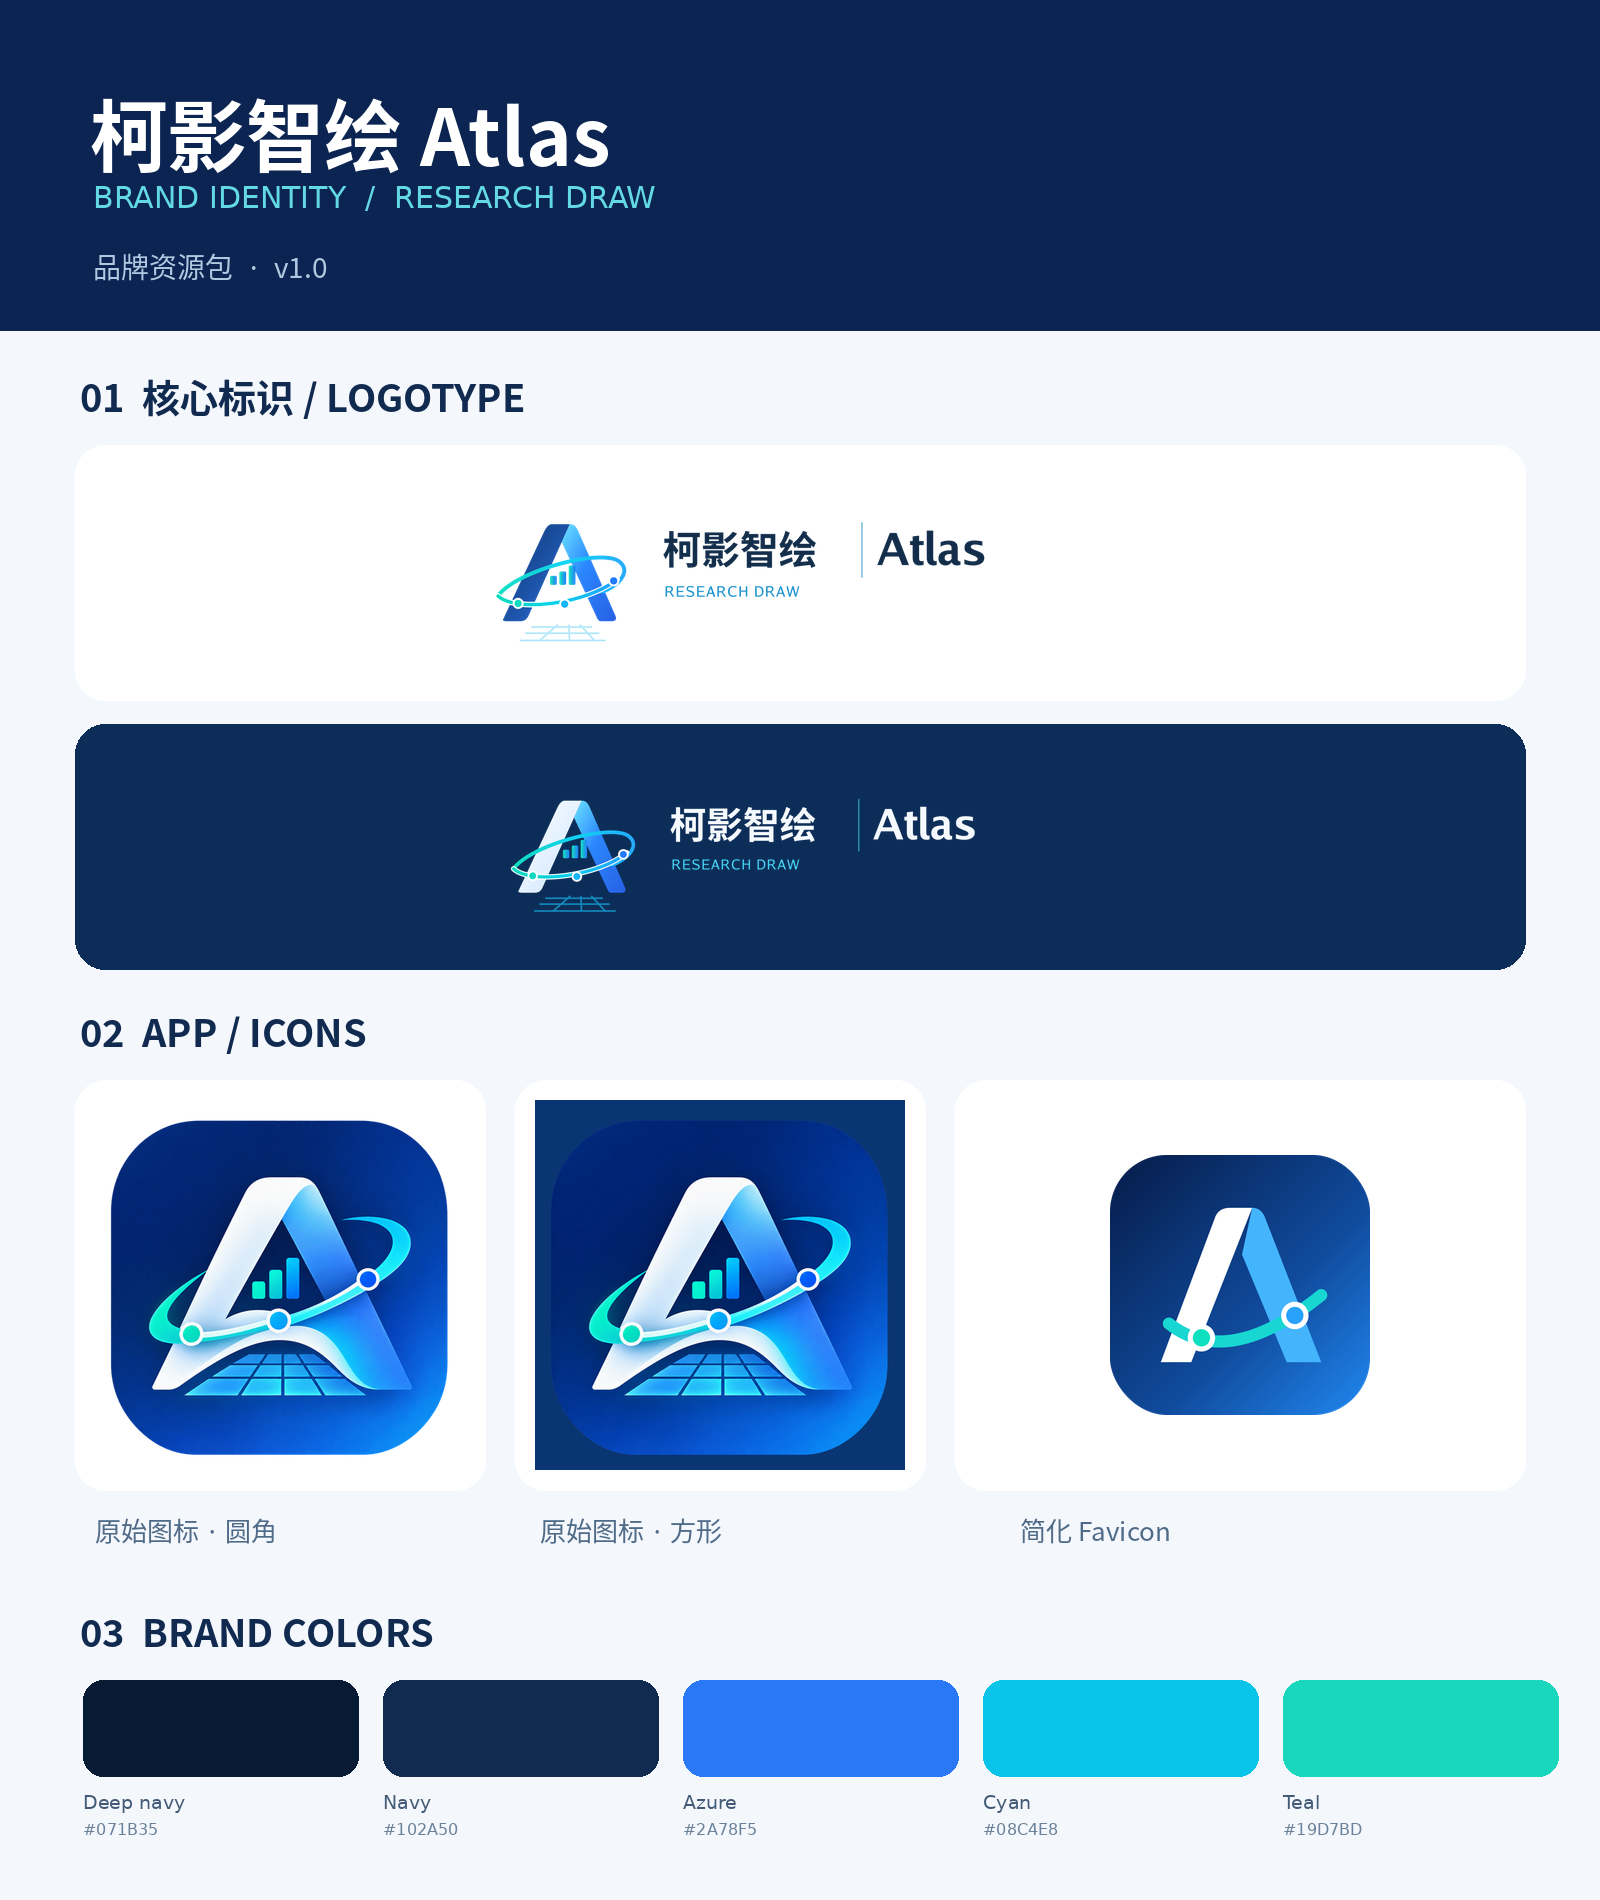 柯影智绘 Atlas
BRAND IDENTITY / RESEARCH DRAW
品牌资源包 · v1.0
01 核心标识 / LOGOTYPE
柯影智绘 | Atlas
RESEARCH DRAW
柯影智绘 | Atlas
RESEARCH DRAW
02 APP / ICONS
原始图标 · 圆角
原始图标 · 方形
简化 Favicon
03 BRAND COLORS
Deep navy
#071B35
Navy
#102A50
Azure
#2A78F5
Cyan
#08C4E8
Teal
#19D7BD